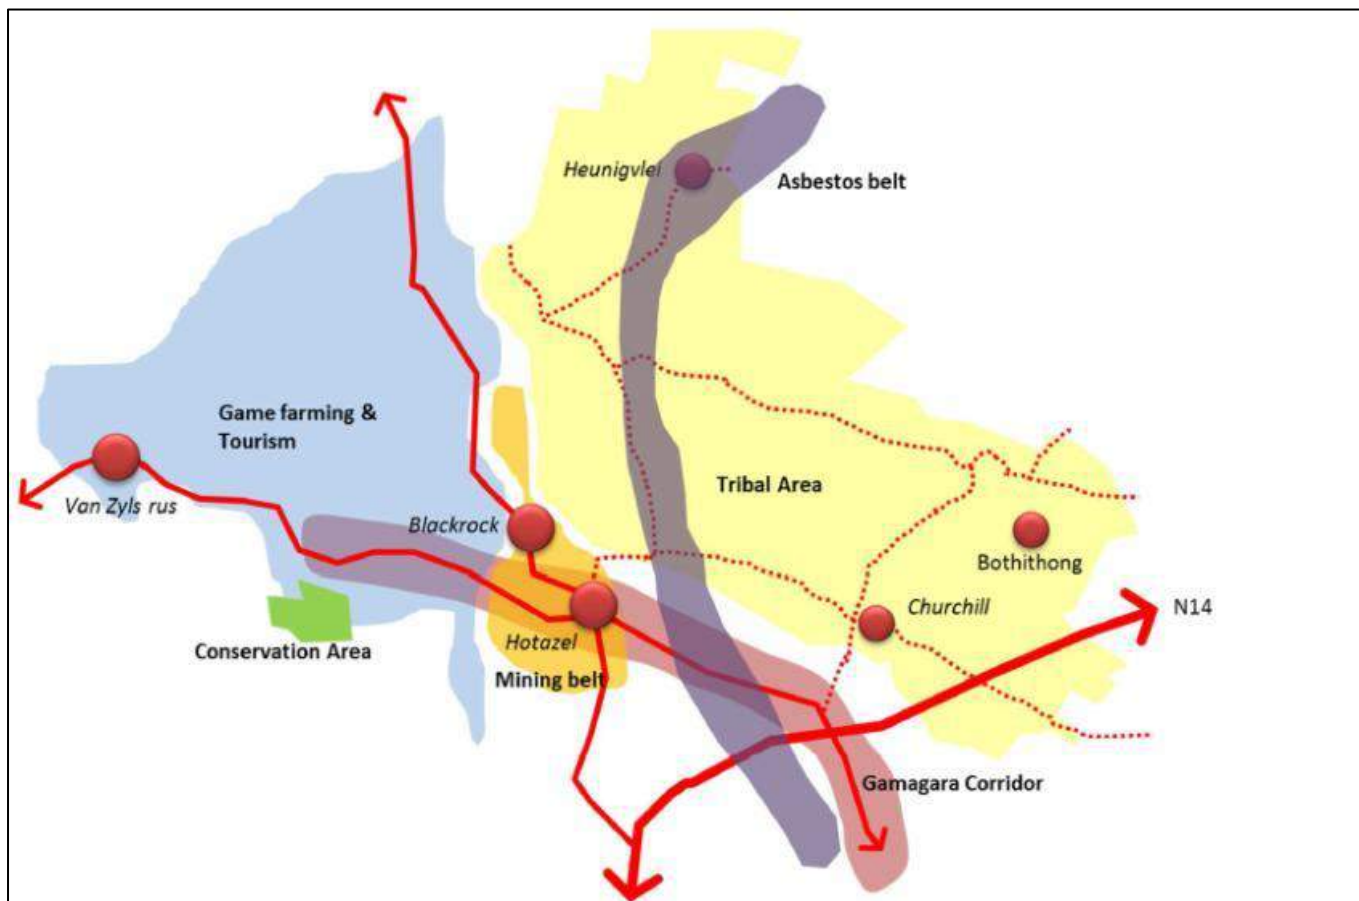 Heunigvlei
Asbestos belt
Game farming &
Tourism
Van Zyls rus
Blackrock
Tribal Area
Bothithong
Churchill
N14
Hotazel
Conservation Area
Mining belt
Gamagara Corridor